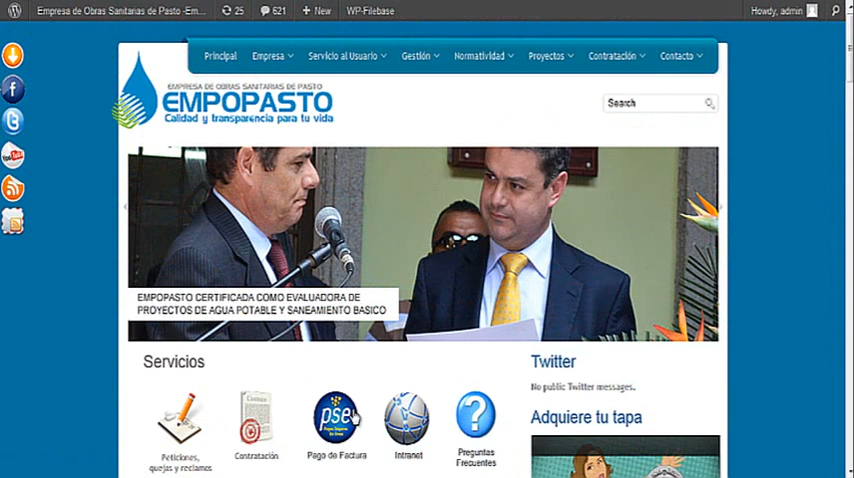 Empresa de Obras Sanitarias de Pasto -Em... 25 621 + New WP-Filebase Howdy, admin
Principal Empresa Servicio al Usuario Gestión Normatividad Proyectos Contratación Contacto
EMPRESA DE OBRAS SANITARIAS DE PASTO
EMPOPASTO
Calidad y transparencia para tu vida
Search
EMPOPASTO CERTIFICADA COMO EVALUADORA DE
PROYECTOS DE AGUA POTABLE Y SANEAMIENTO BASICO
Servicios
Peticiones,
quejas y reclamos
Contratación
pse
Pago de Factura
Intranet
Preguntas
Frecuentes
Twitter
No public Twitter messages.
Adquiere tu tapa